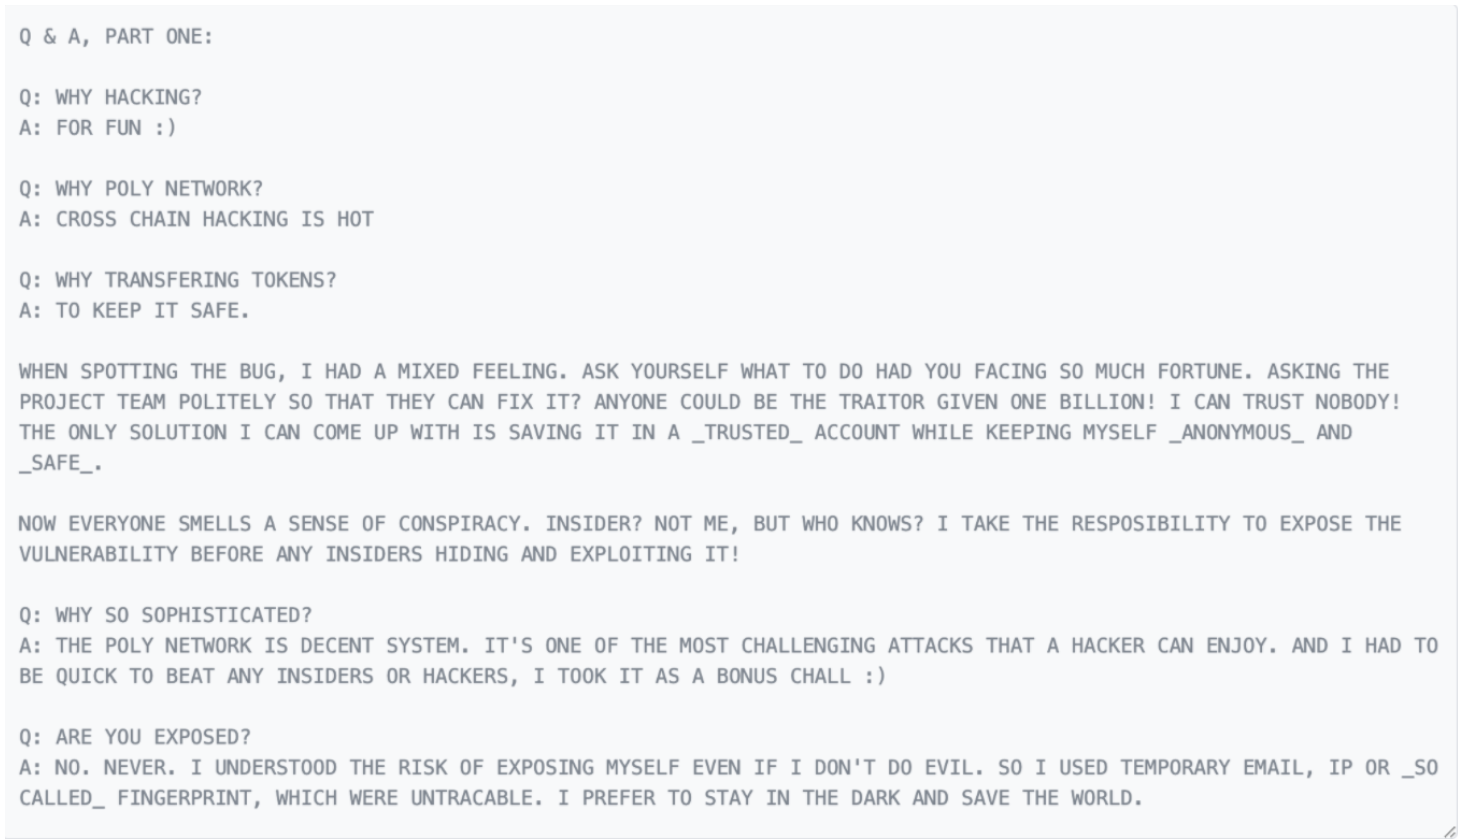 Q & A, PART ONE:
Q: WHY HACKING?
A: FOR FUN :)
Q: WHY POLY NETWORK?
A: CROSS CHAIN HACKING IS HOT
Q: WHY TRANSFERING TOKENS?
A: TO KEEP IT SAFE.
WHEN SPOTTING THE BUG, I HAD A MIXED FEELING. ASK YOURSELF WHAT TO DO HAD YOU FACING SO MUCH FORTUNE. ASKING THE
PROJECT TEAM POLITELY SO THAT THEY CAN FIX IT? ANYONE COULD BE THE TRAITOR GIVEN ONE BILLION! I CAN TRUST NOBODY!
THE ONLY SOLUTION I CAN COME UP WITH IS SAVING IT IN A _TRUSTED_ ACCOUNT WHILE KEEPING MYSELF _ANONYMOUS_ AND
_SAFE_.
NOW EVERYONE SMELLS A SENSE OF CONSPIRACY. INSIDER? NOT ME, BUT WHO KNOWS? I TAKE THE RESPOSIBILITY TO EXPOSE THE
VULNERABILITY BEFORE ANY INSIDERS HIDING AND EXPLOITING IT!
Q: WHY SO SOPHISTICATED?
A: THE POLY NETWORK IS DECENT SYSTEM. IT'S ONE OF THE MOST CHALLENGING ATTACKS THAT A HACKER CAN ENJOY. AND I HAD TO
BE QUICK TO BEAT ANY INSIDERS OR HACKERS, I TOOK IT AS A BONUS CHALL :)
Q: ARE YOU EXPOSED?
A: NO. NEVER. I UNDERSTOOD THE RISK OF EXPOSING MYSELF EVEN IF I DON'T DO EVIL. SO I USED TEMPORARY EMAIL, IP OR _SO
CALLED_ FINGERPRINT, WHICH WERE UNTRACABLE. I PREFER TO STAY IN THE DARK AND SAVE THE WORLD.